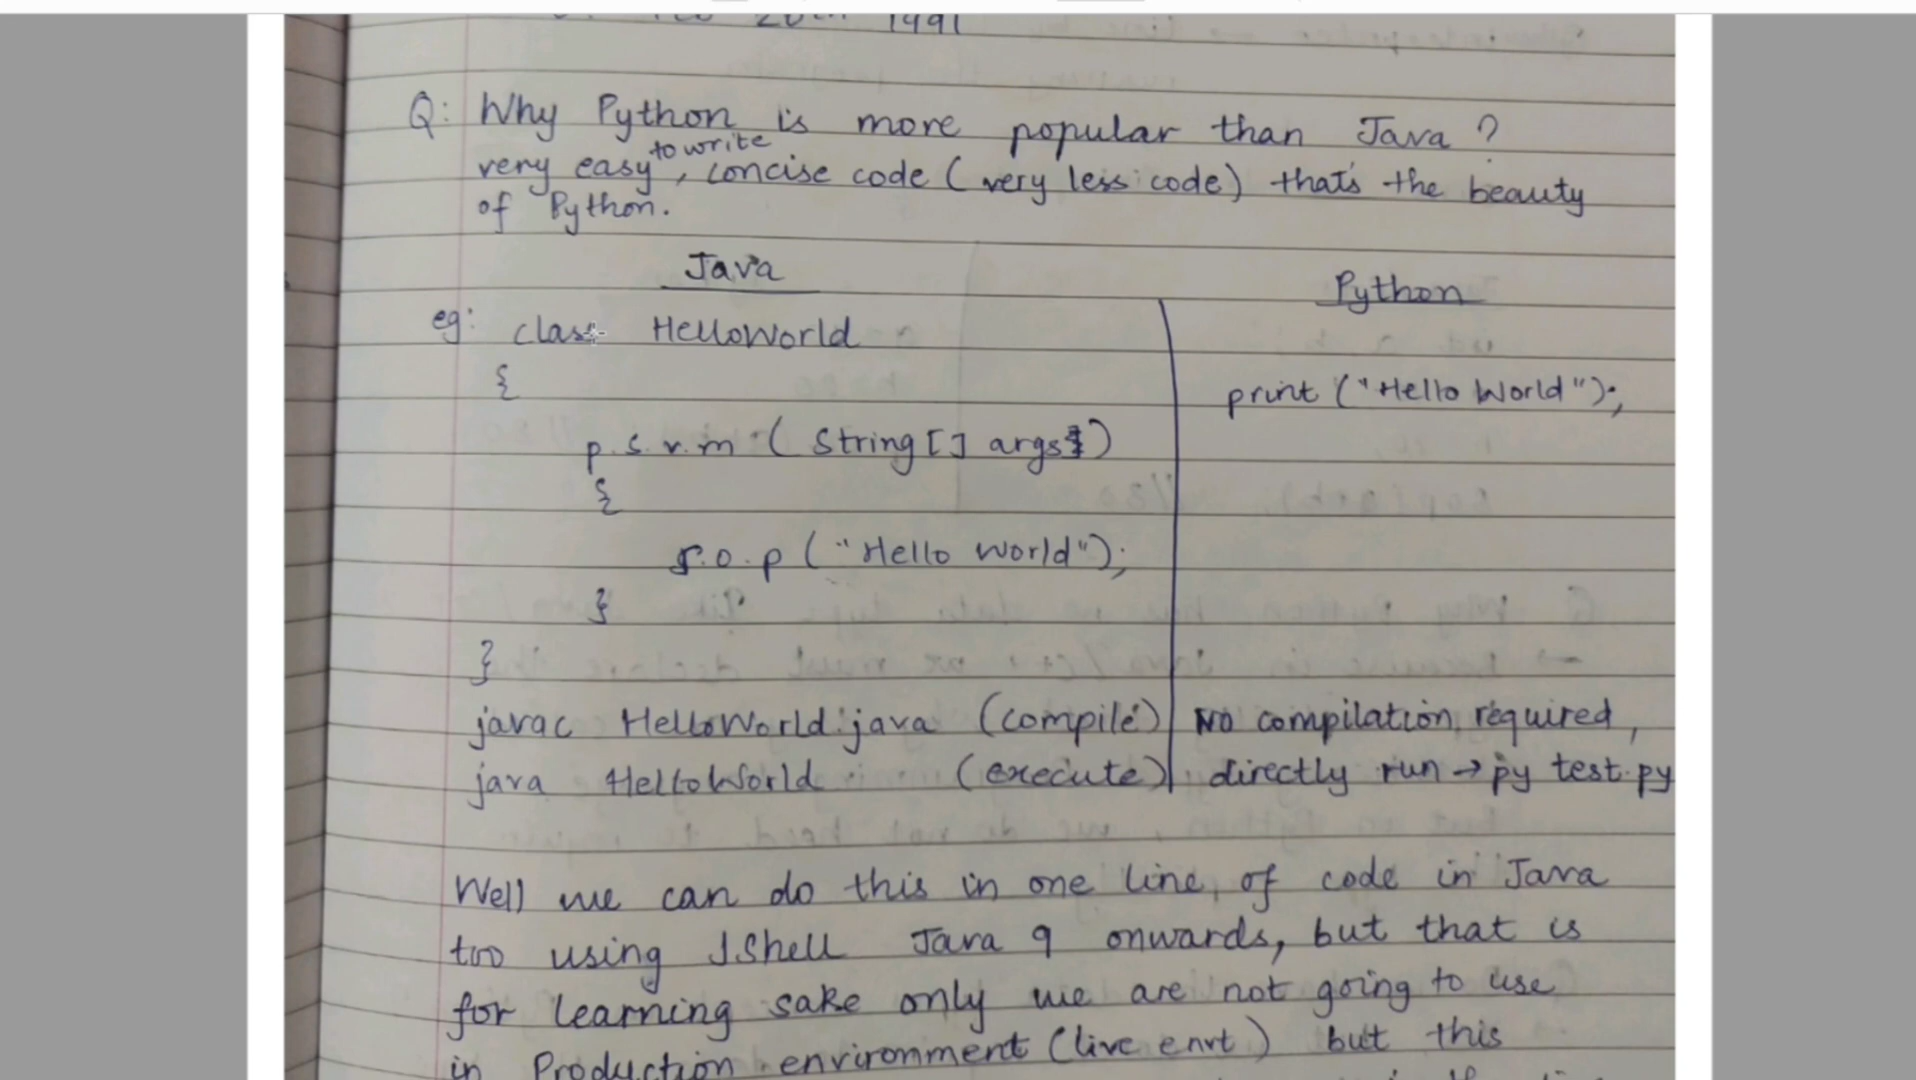 1991
Q: Why Python is more popular than Java ?
very easy to write, concise code (very less code) that's the beauty
of Python.
Java
Python
eg: class HelloWorld
{
print ("Hello World");
p.s.v.m (String[] args)
{
s.o.p ("Hello World");
}
}
javac HelloWorld.java (compile) No compilation required,
java HelloWorld (execute) directly run → py test.py
Well we can do this in one line of code in Java
too using JShell Java 9 onwards, but that is
for learning sake only we are not going to use
in Production environment (live envt) but this